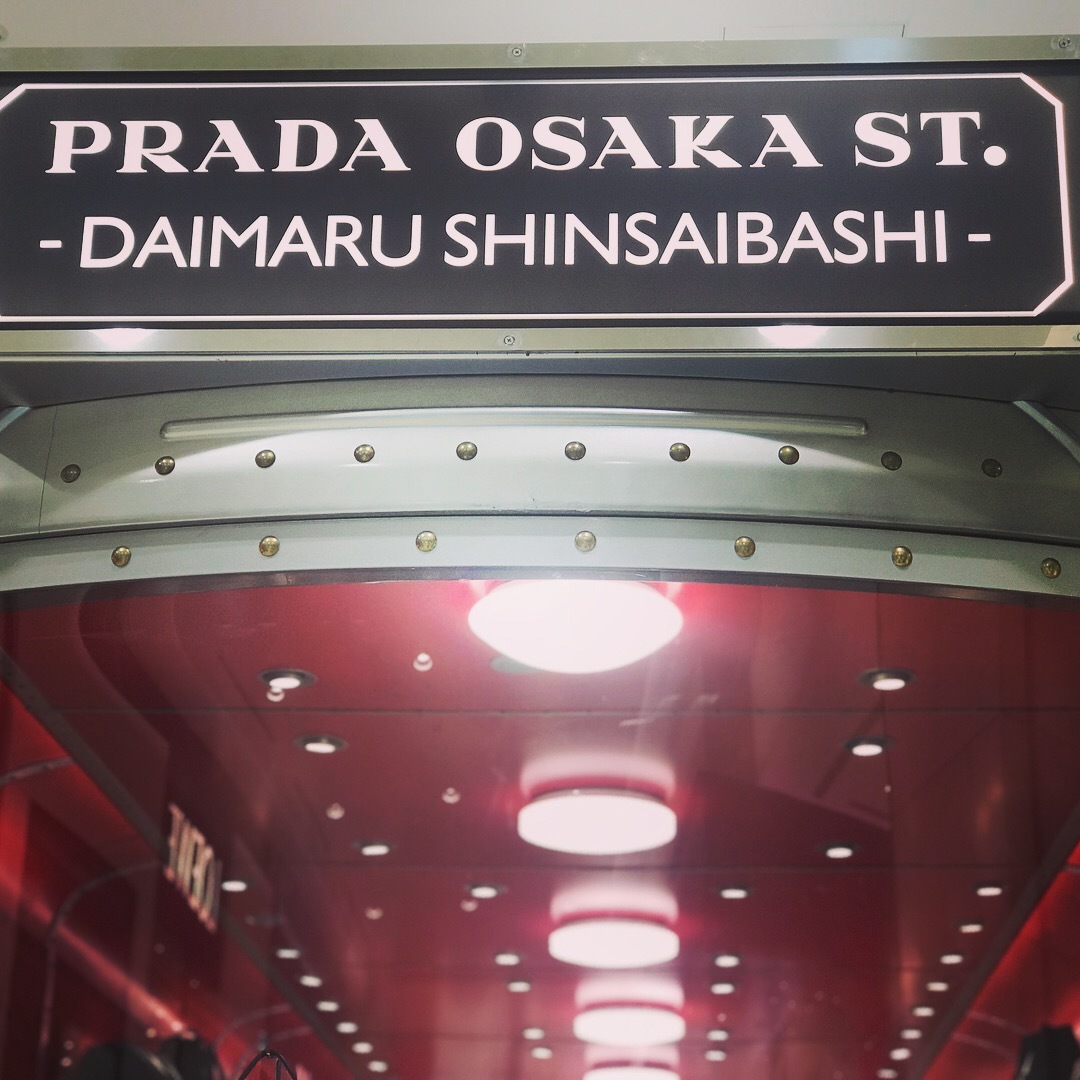 PRADA OSAKA ST.
- DAIMARU SHINSAIBASHI -